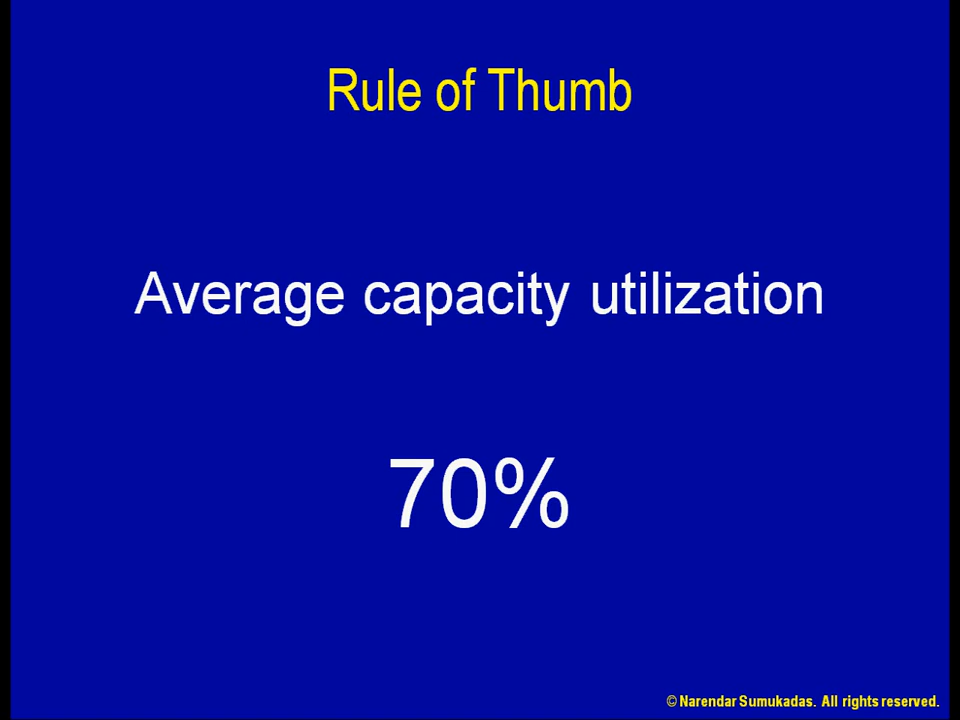 Rule of Thumb
Average capacity utilization
70%
© Narendar Sumukadas. All rights reserved.